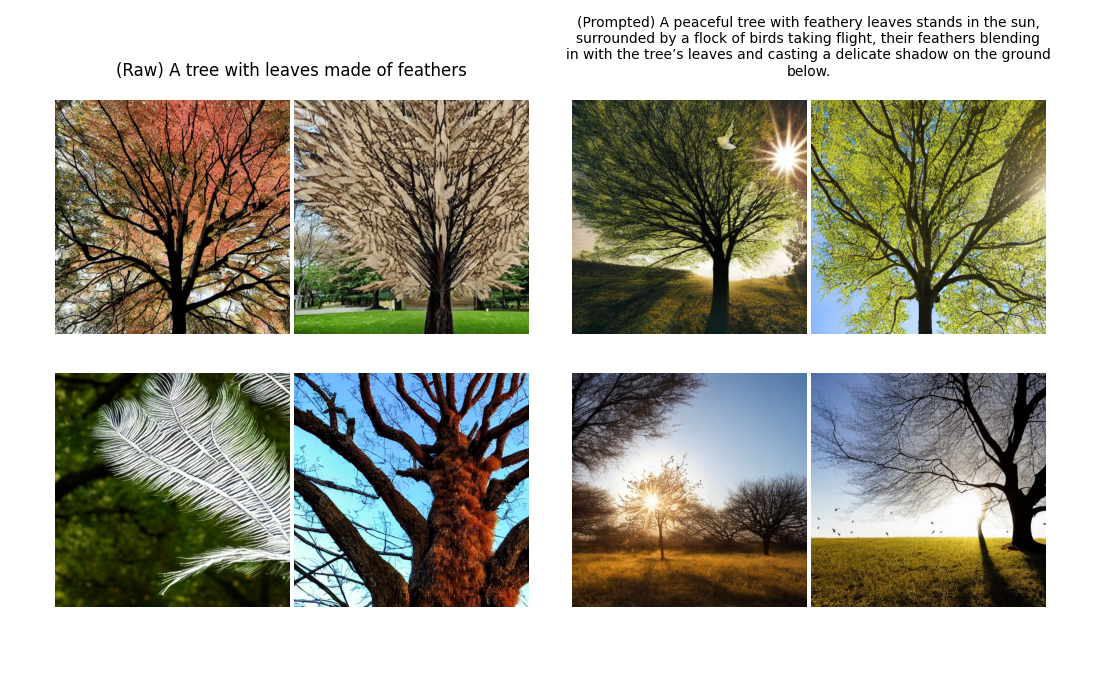 (Raw) A tree with leaves made of feathers
(Prompted) A peaceful tree with feathery leaves stands in the sun,
surrounded by a flock of birds taking flight, their feathers blending
in with the tree’s leaves and casting a delicate shadow on the ground
below.